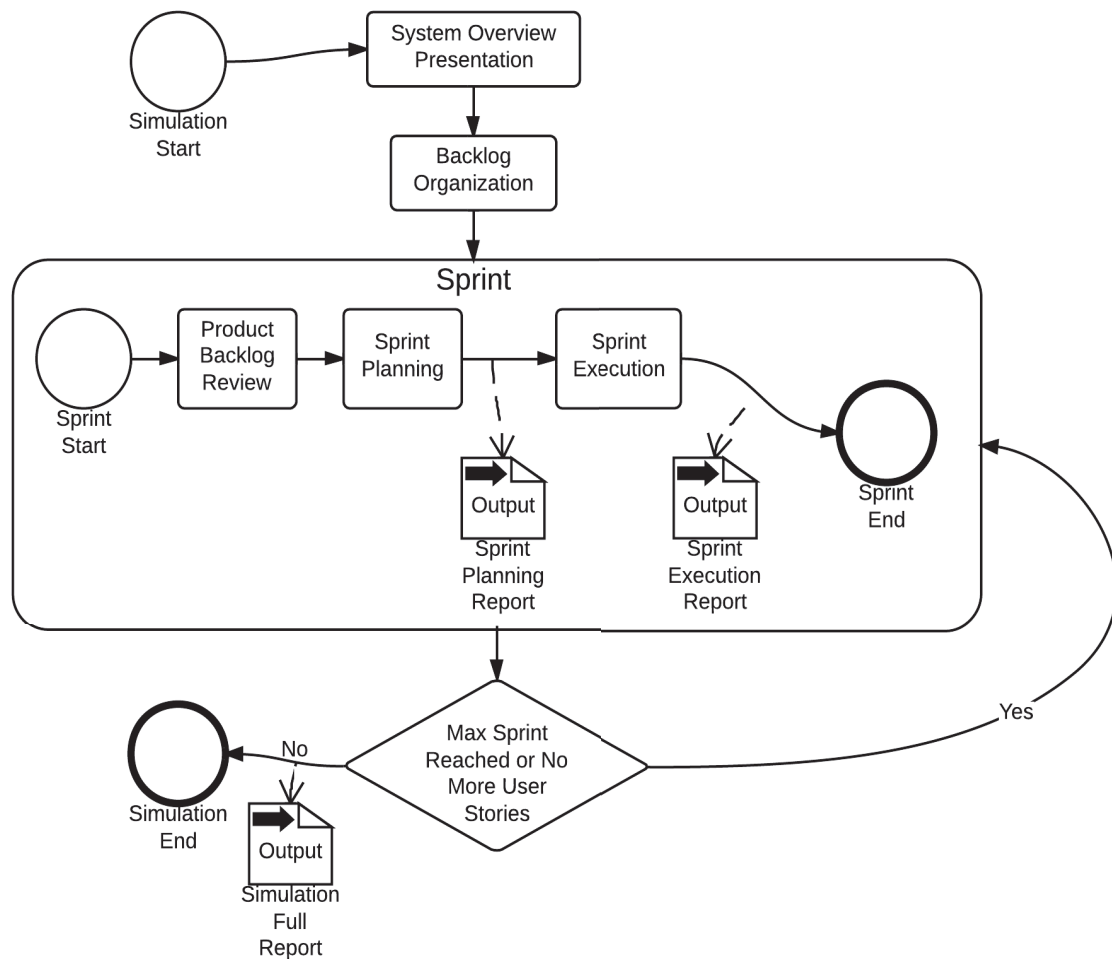 System Overview
Presentation
Simulation
Start
Backlog
Organization
Sprint
Product
Backlog
Review
Sprint
Planning
Sprint
Execution
Sprint
Start
Output
Sprint
Planning
Report
Output
Sprint
Execution
Report
Sprint
End
Max Sprint
Reached or No
More User
Stories
Yes
No
Simulation
End
Output
Simulation
Full
Report